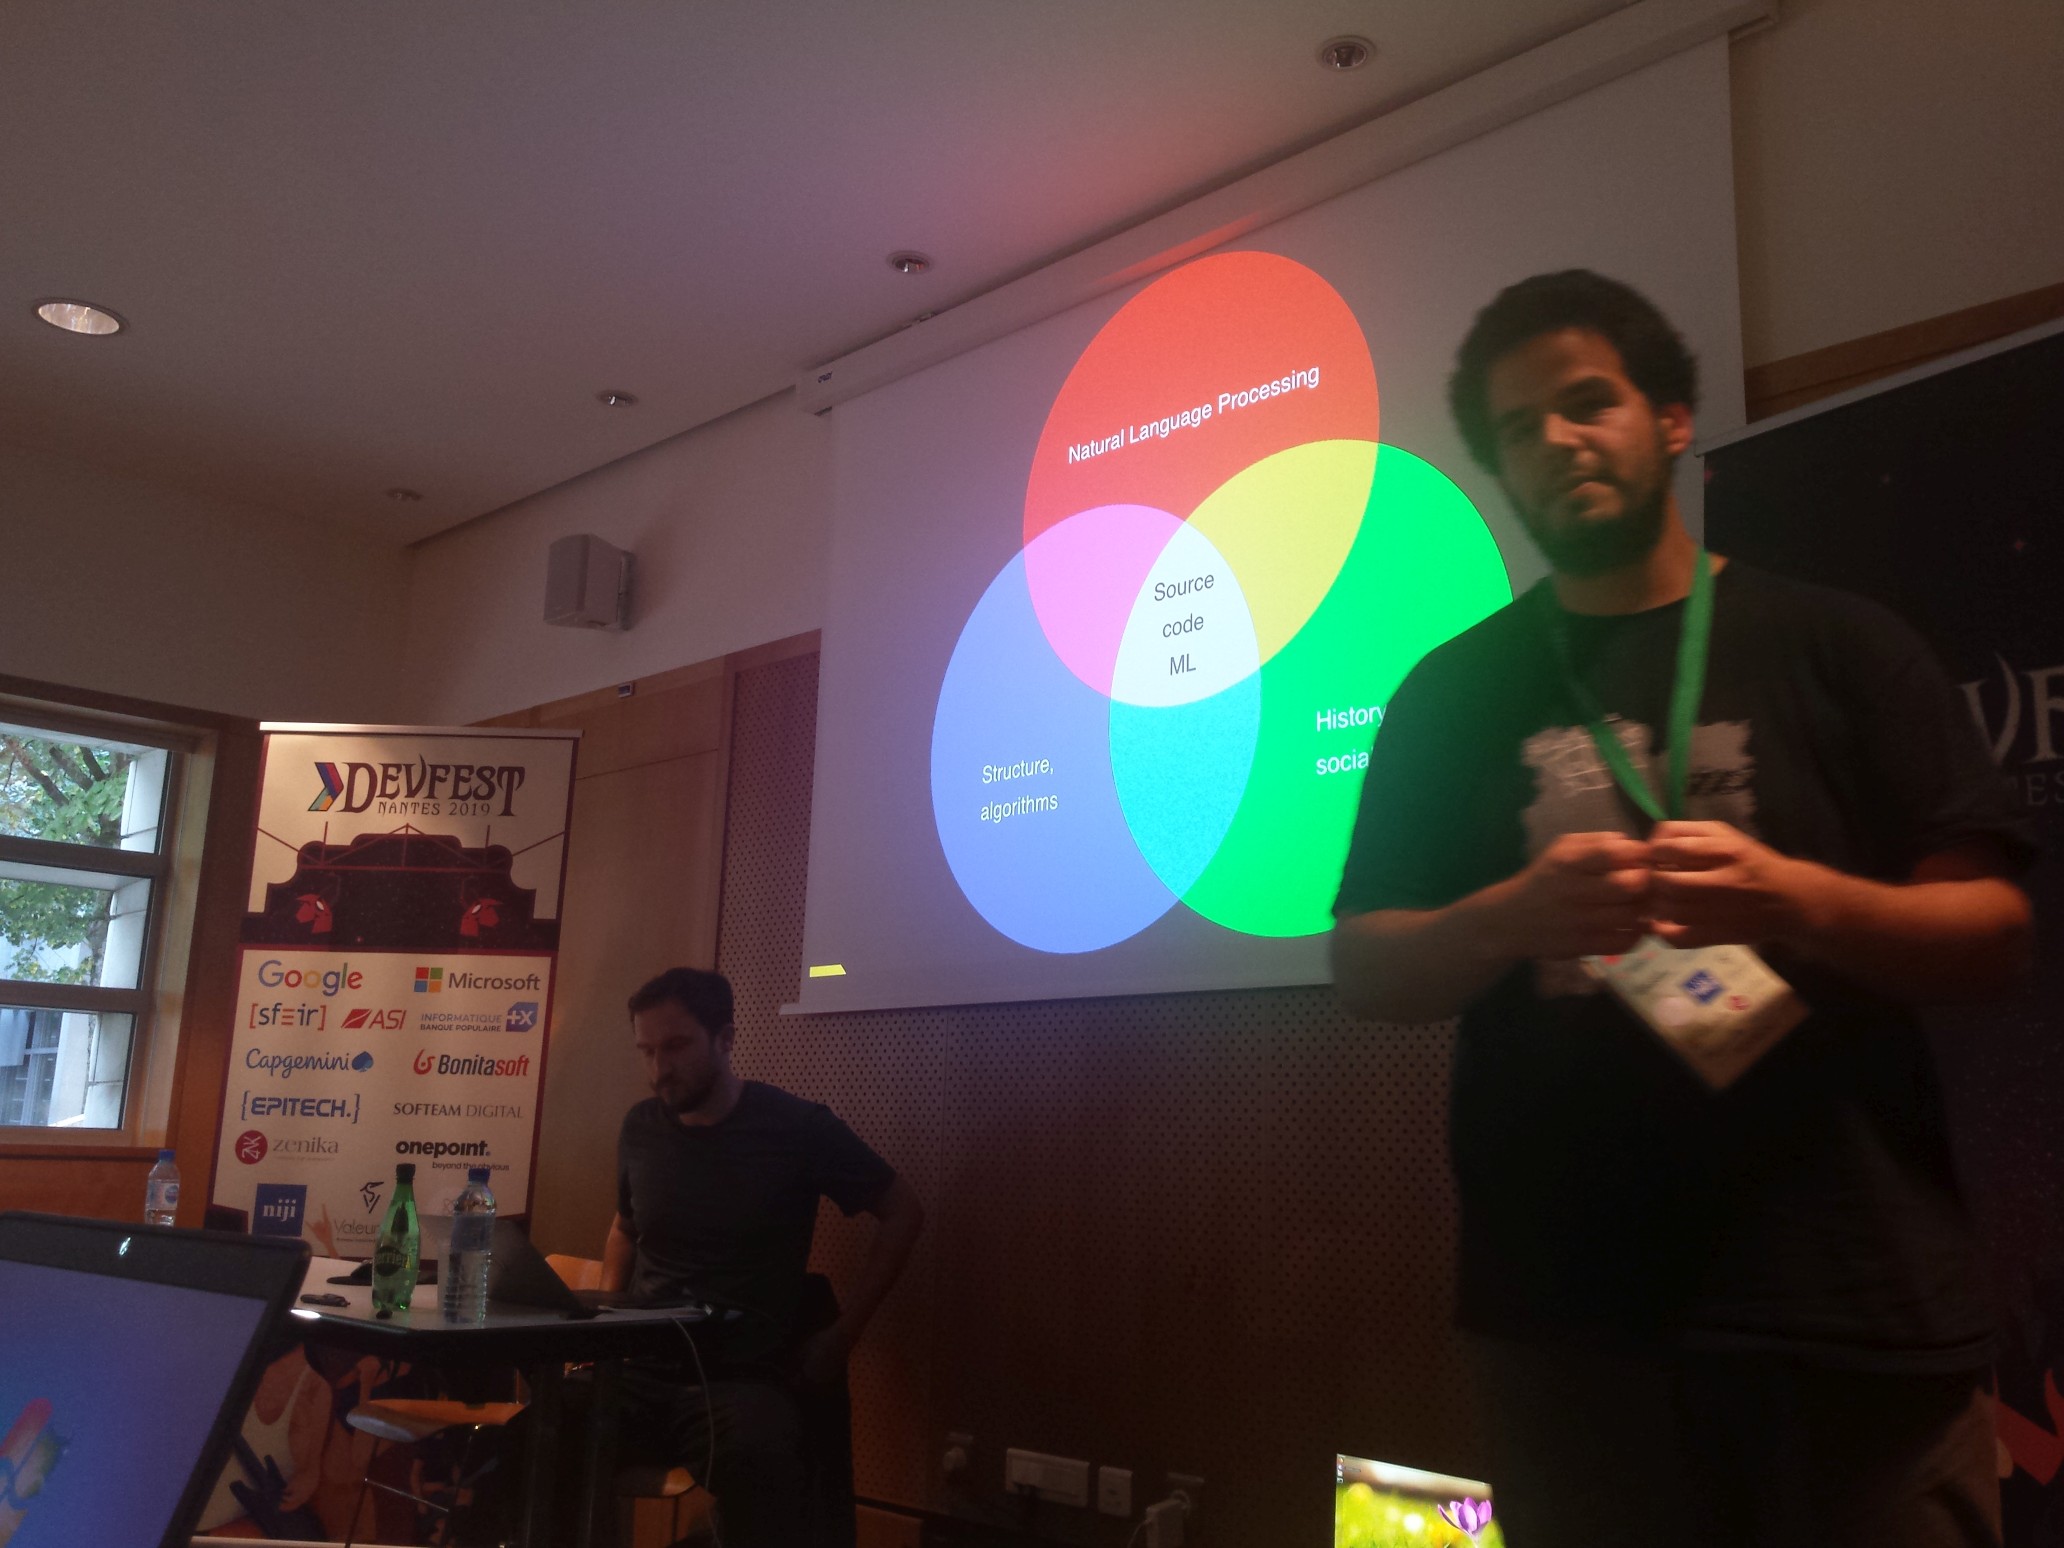 Natural Language Processing
Source
code
ML
History
Structure,
algorithms
DEVFEST
NANTES 2019
Google
Microsoft
[sfeir]
ASI
INFORMATIQUE
BANQUE POPULAIRE
+X
Capgemini
Bonitasoft
{EPITECH.}
SOFTEAM DIGITAL
zenika
onepoint.
beyond the obvious
niji